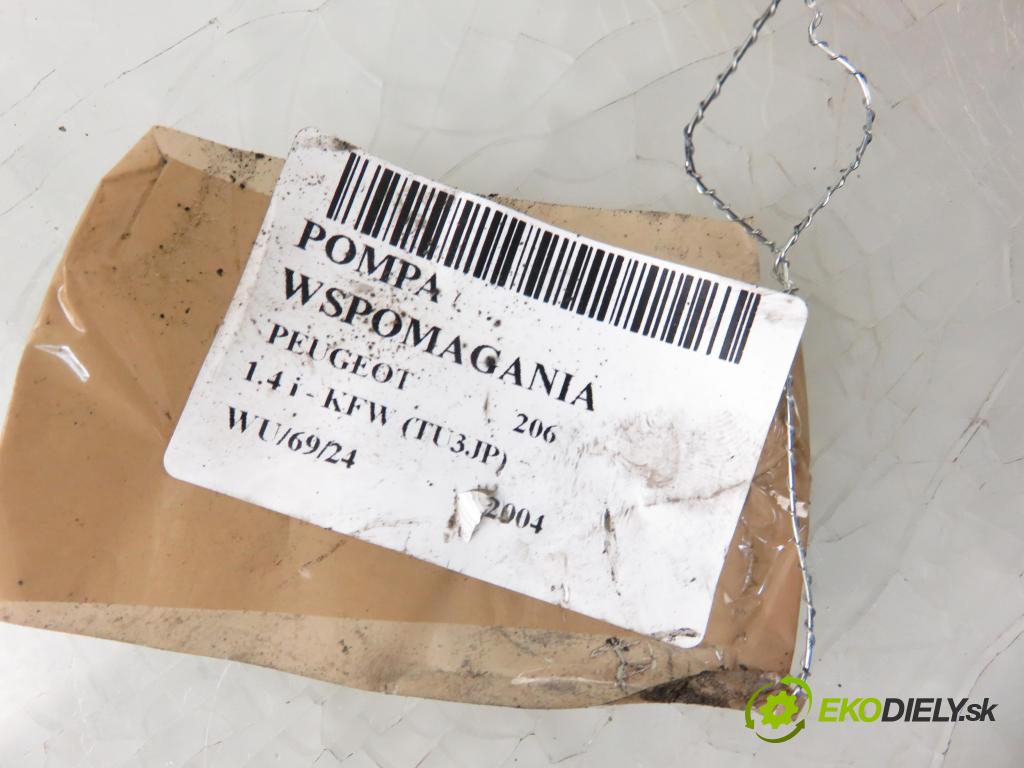 POMPA
WSPOMAGANIA
PEUGEOT 206
1.4 i - KFW (TU3JP)
WU/69/24 2004
EKODIELY.sk